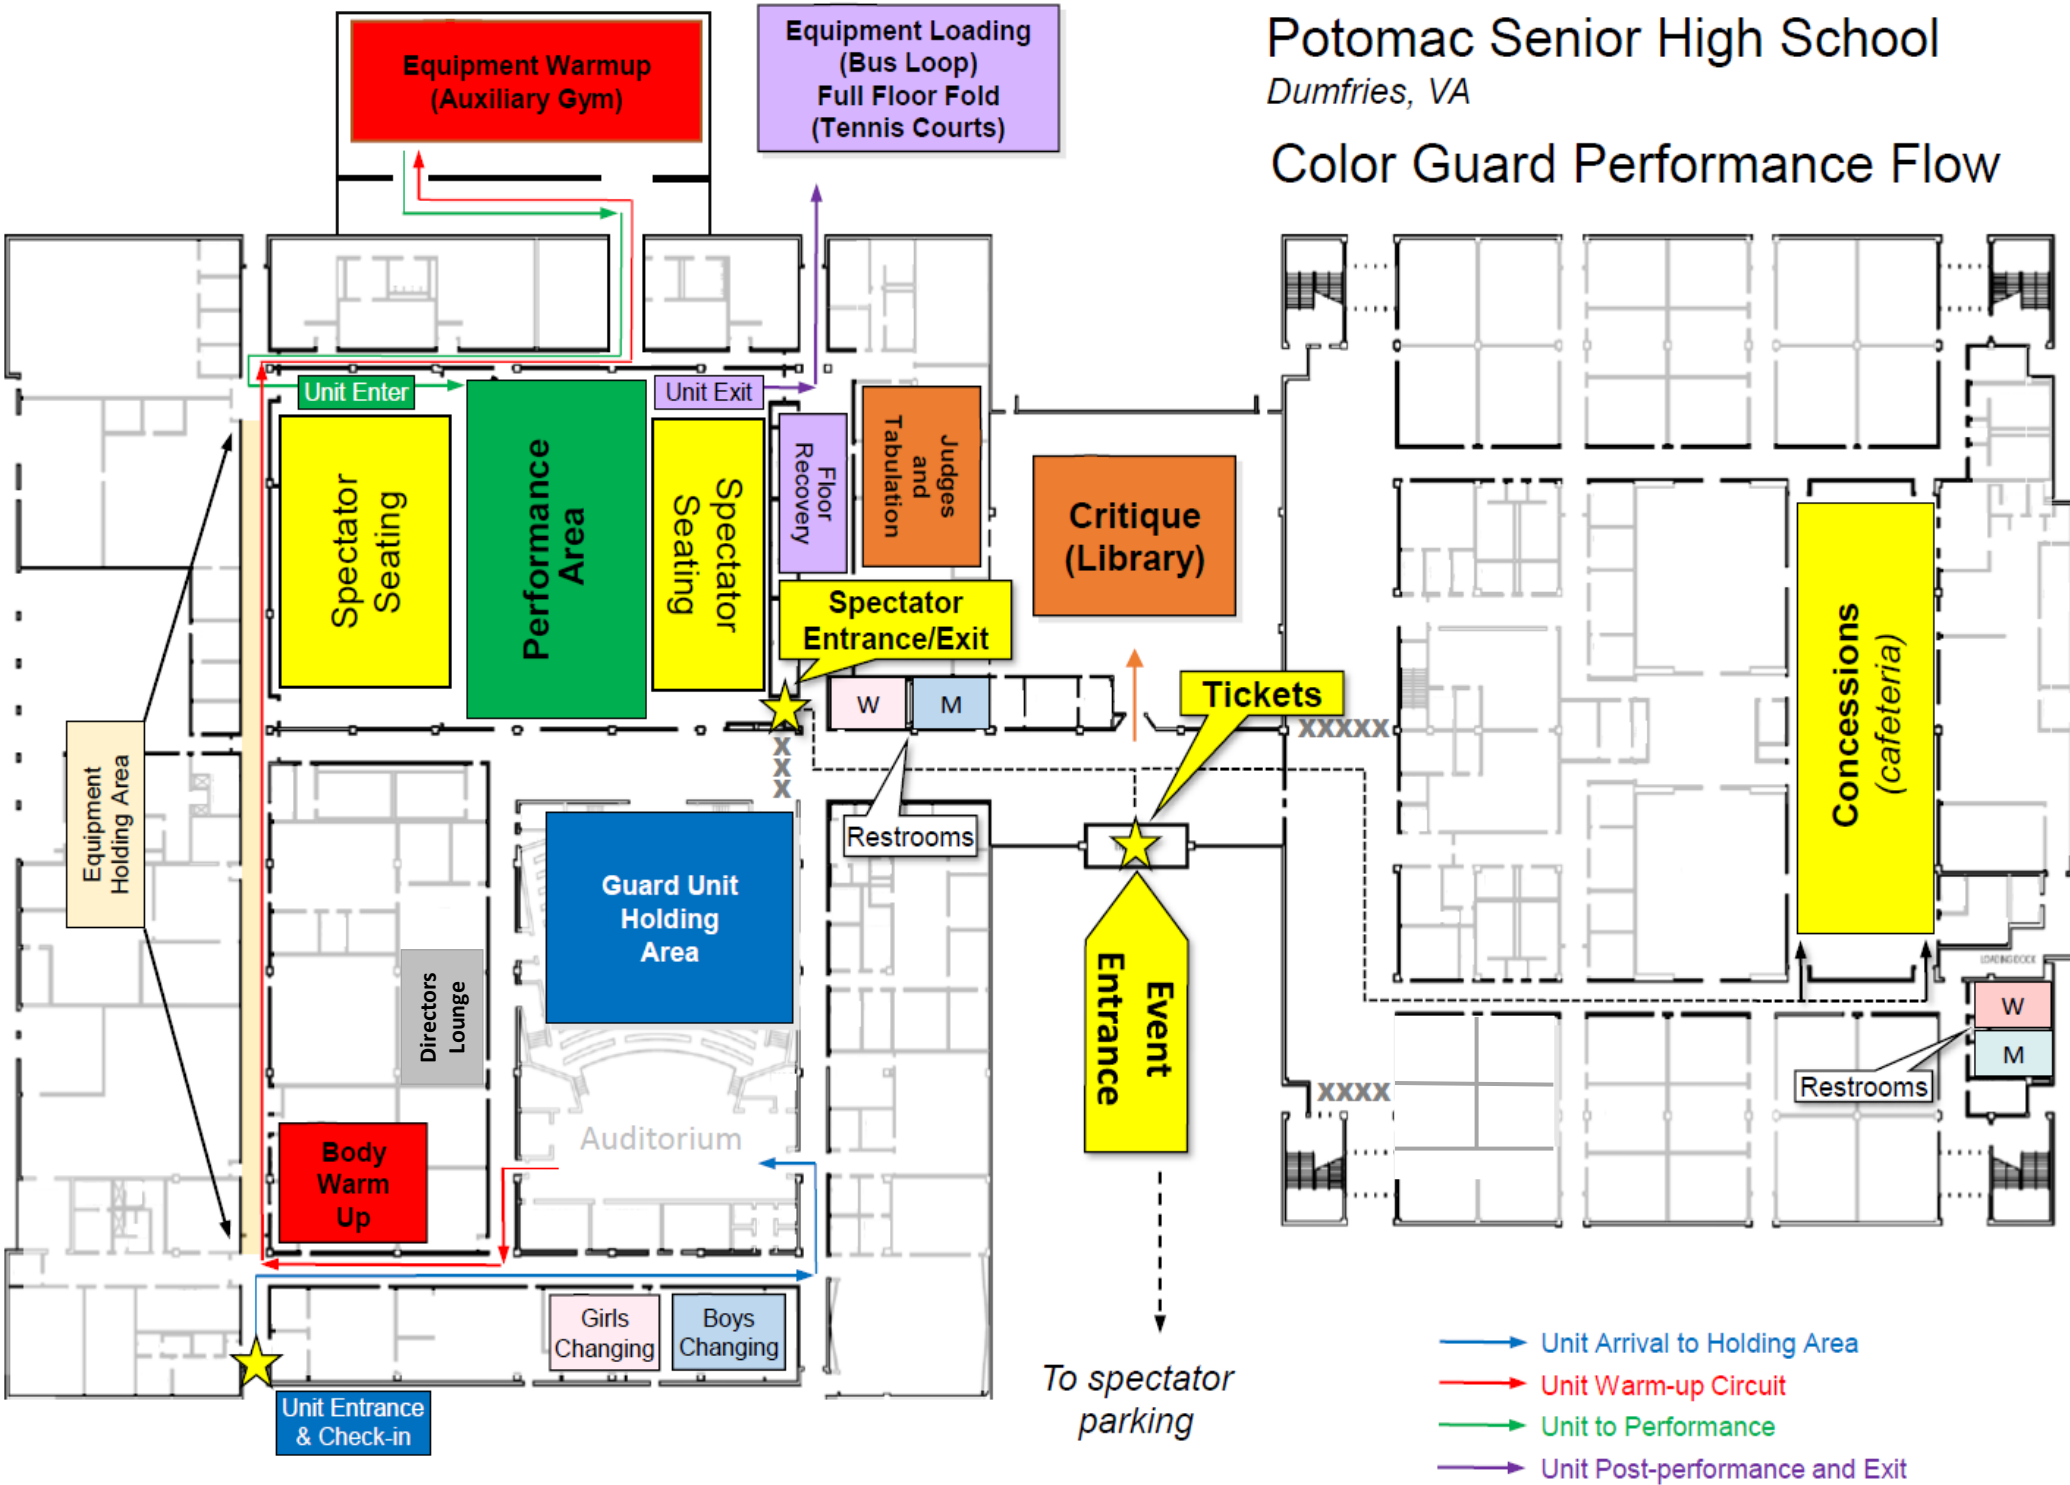 Potomac Senior High School
Dumfries, VA
Color Guard Performance Flow
Equipment Warmup
(Auxiliary Gym)
Equipment Loading
(Bus Loop)
Full Floor Fold
(Tennis Courts)
Unit Enter
Unit Exit
Spectator
Seating
Performance
Area
Spectator
Seating
Floor
Recovery
Judges
and
Tabulation
Critique
(Library)
Spectator
Entrance/Exit
W
M
Tickets
XXXXX
X
X
X
Restrooms
Concessions
(cafeteria)
Equipment
Holding Area
Guard Unit
Holding
Area
Directors
Lounge
Event
Entrance
LOADING DOCK
W
M
Restrooms
XXXX
Auditorium
Body
Warm
Up
Girls
Changing
Boys
Changing
Unit Entrance
& Check-in
To spectator
parking
Unit Arrival to Holding Area
Unit Warm-up Circuit
Unit to Performance
Unit Post-performance and Exit